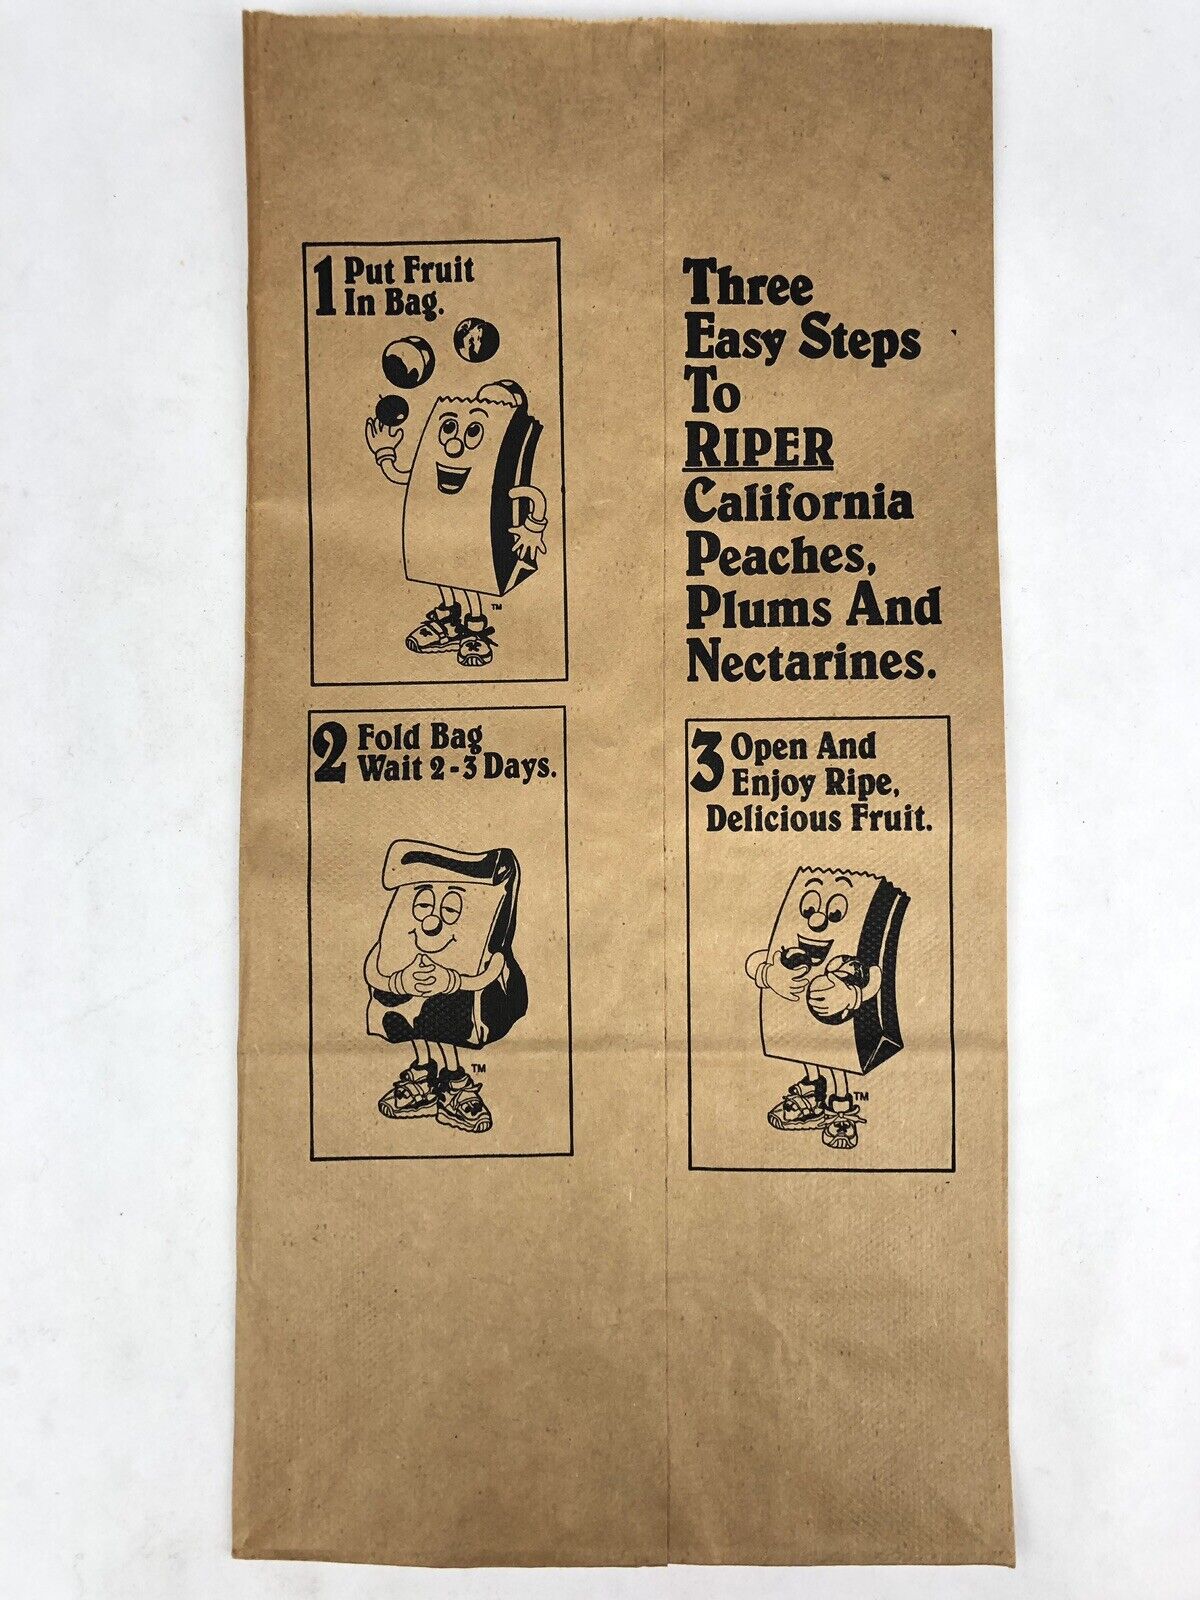 Three
Easy Steps
To
RIPER
California
Peaches,
Plums And
Nectarines.
1 Put Fruit
In Bag.
TM
2 Fold Bag
Wait 2-3 Days.
TM
3 Open And
Enjoy Ripe,
Delicious Fruit.
TM